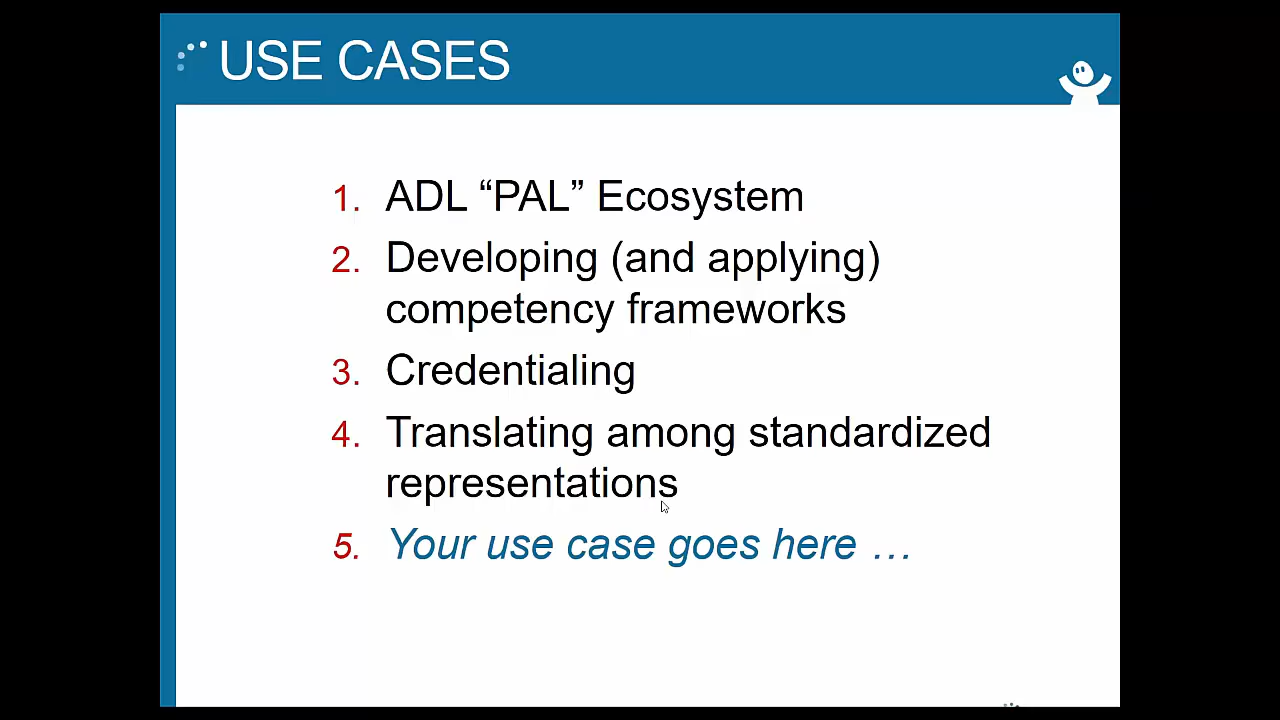 USE CASES
1. ADL “PAL” Ecosystem
2. Developing (and applying)
competency frameworks
3. Credentialing
4. Translating among standardized
representations
5. Your use case goes here …